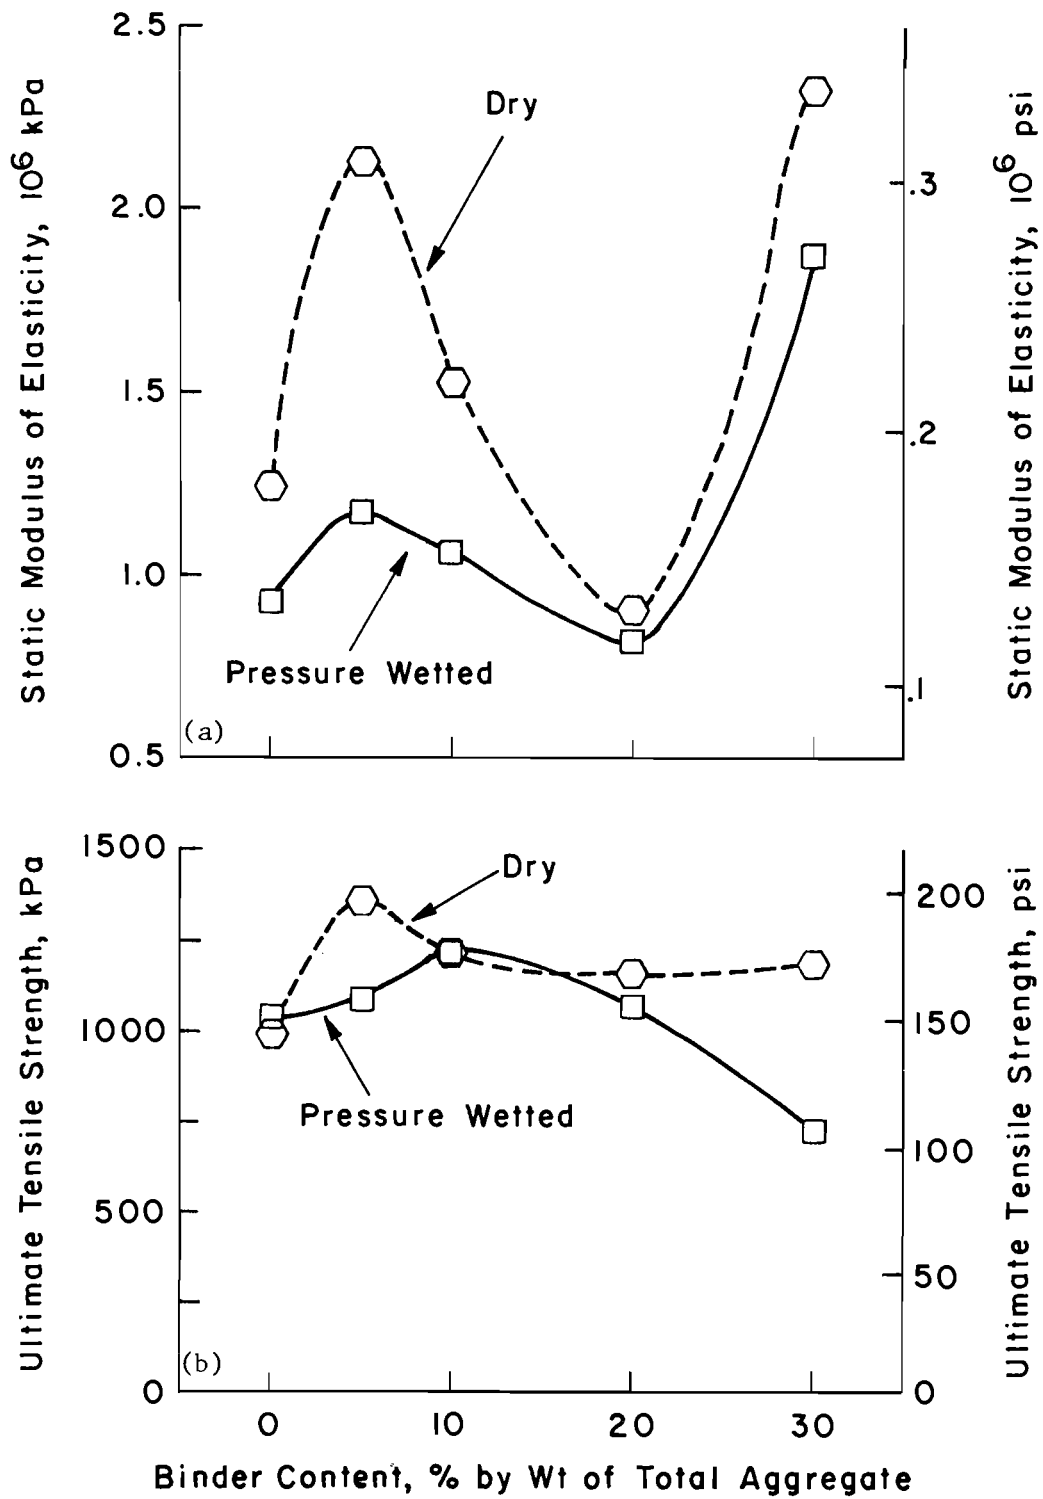 Static Modulus of Elasticity, 10⁶ kPa
2.5
2.0
1.5
1.0
0.5
Dry
Pressure Wetted
(a)
.3
.2
.1
Static Modulus of Elasticity, 10⁶ psi
Ultimate Tensile Strength, kPa
1500
1000
500
0
Dry
Pressure Wetted
(b)
200
150
100
50
0
Ultimate Tensile Strength, psi
0 10 20 30
Binder Content, % by Wt of Total Aggregate